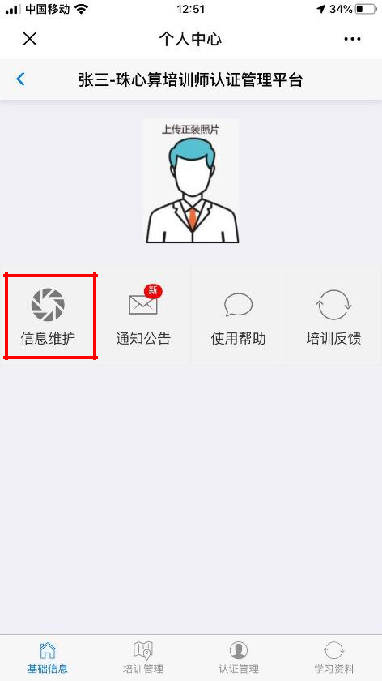 中国移动 12:51 34%
个人中心
张三-珠心算培训师认证管理平台
上传正装照片
新
信息维护 通知公告 使用帮助 培训反馈
基础信息 培训管理 认证管理 学习资料